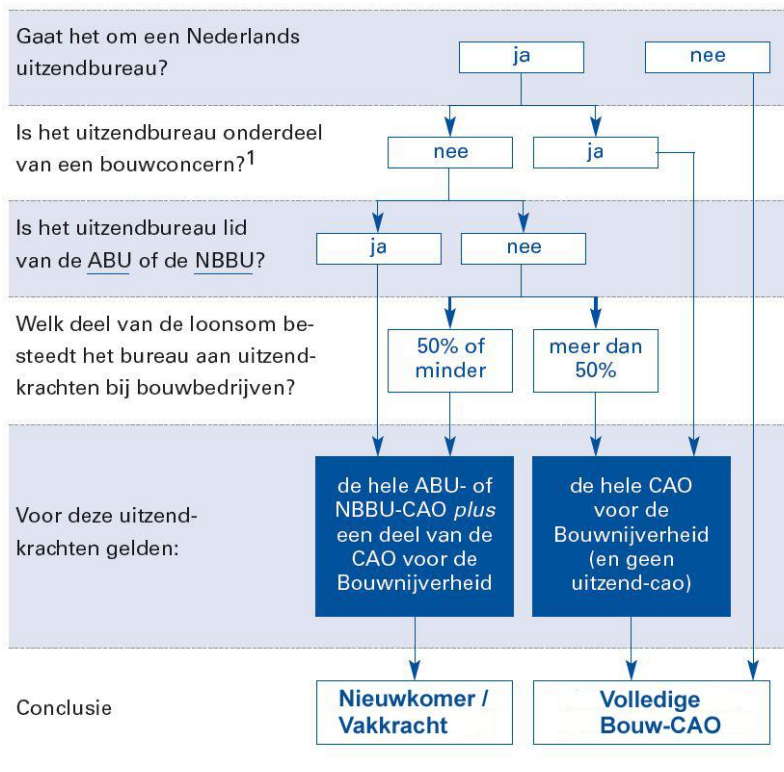 Gaat het om een Nederlands
uitzendbureau?
ja
nee
Is het uitzendbureau onderdeel
van een bouwconcern?1
nee
ja
Is het uitzendbureau lid
van de ABU of de NBBU?
ja
nee
Welk deel van de loonsom be-
steedt het bureau aan uitzend-
krachten bij bouwbedrijven?
50% of
minder
meer dan
50%
Voor deze uitzend-
krachten gelden:
de hele ABU- of
NBBU-CAO plus
een deel van de
CAO voor de
Bouwnijverheid
de hele CAO
voor de
Bouwnijverheid
(en geen
uitzend-cao)
Conclusie
Nieuwkomer /
Vakkracht
Volledige
Bouw-CAO